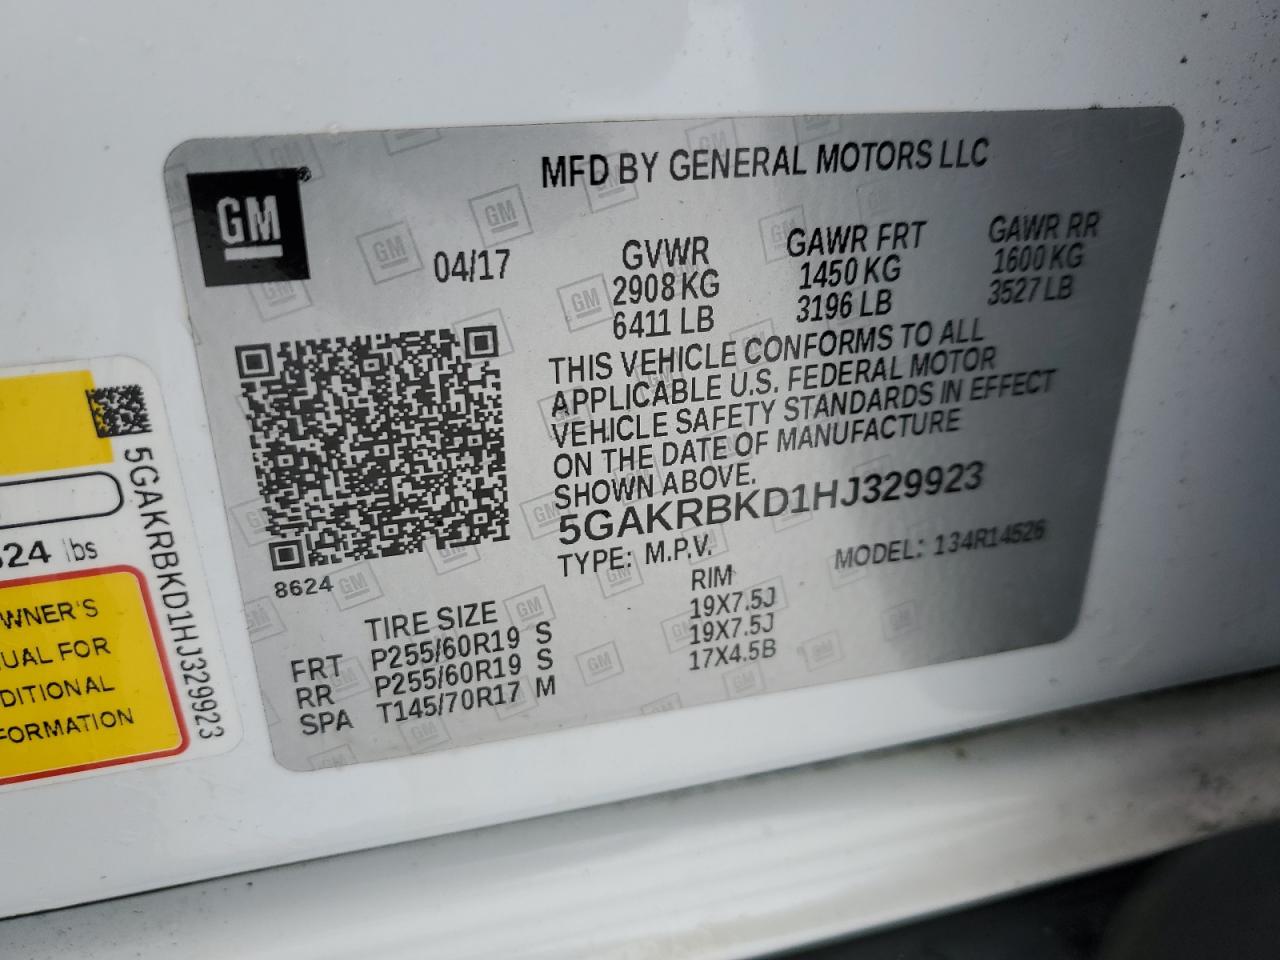 MFD BY GENERAL MOTORS LLC
GM®
04/17
GVWR
2908 KG
6411 LB
GAWR FRT
1450 KG
3196 LB
GAWR RR
1600 KG
3527 LB
THIS VEHICLE CONFORMS TO ALL
APPLICABLE U.S. FEDERAL MOTOR
VEHICLE SAFETY STANDARDS IN EFFECT
ON THE DATE OF MANUFACTURE
SHOWN ABOVE.
5GAKRBKD1HJ329923
TYPE: M.P.V. MODEL: 134R14526
8624
TIRE SIZE RIM
FRT P255/60R19 S 19X7.5J
RR P255/60R19 S 19X7.5J
SPA T145/70R17 M 17X4.5B
5GAKRBKD1HJ329923
24 lbs
WNER'S
UAL FOR
DITIONAL
FORMATION